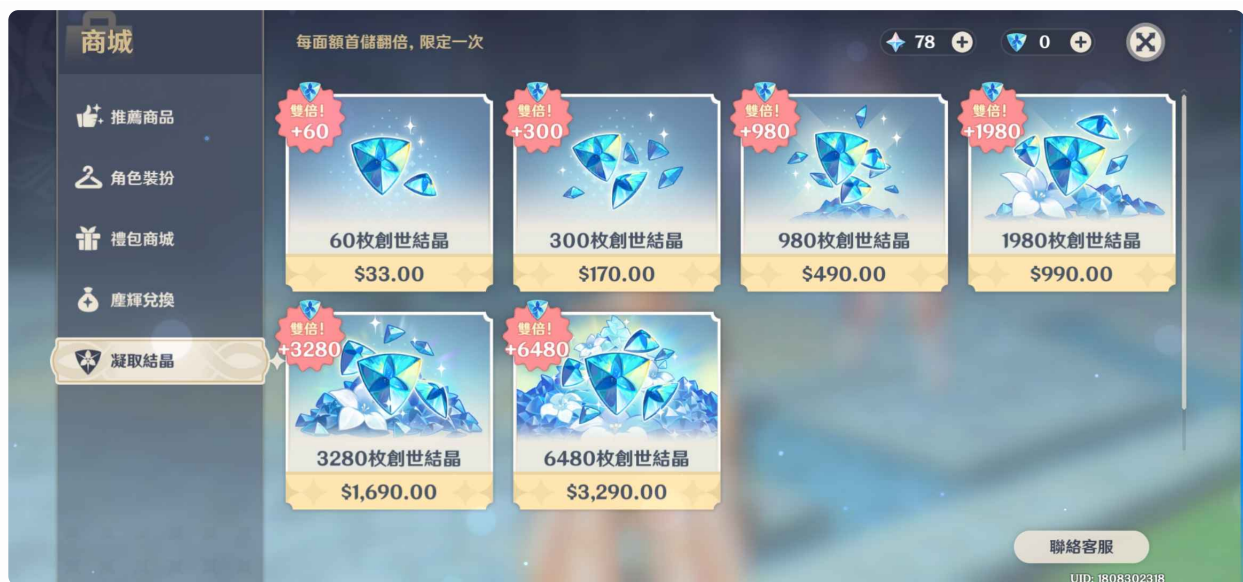 商城
每面額首儲翻倍, 限定一次
78
0
推薦商品
角色裝扮
禮包商城
塵輝兌換
凝取結晶
雙倍!
+60
60枚創世結晶
$33.00
雙倍!
+300
300枚創世結晶
$170.00
雙倍!
+980
980枚創世結晶
$490.00
雙倍!
+1980
1980枚創世結晶
$990.00
雙倍!
+3280
3280枚創世結晶
$1,690.00
雙倍!
+6480
6480枚創世結晶
$3,290.00
聯絡客服
UID: 1808302318